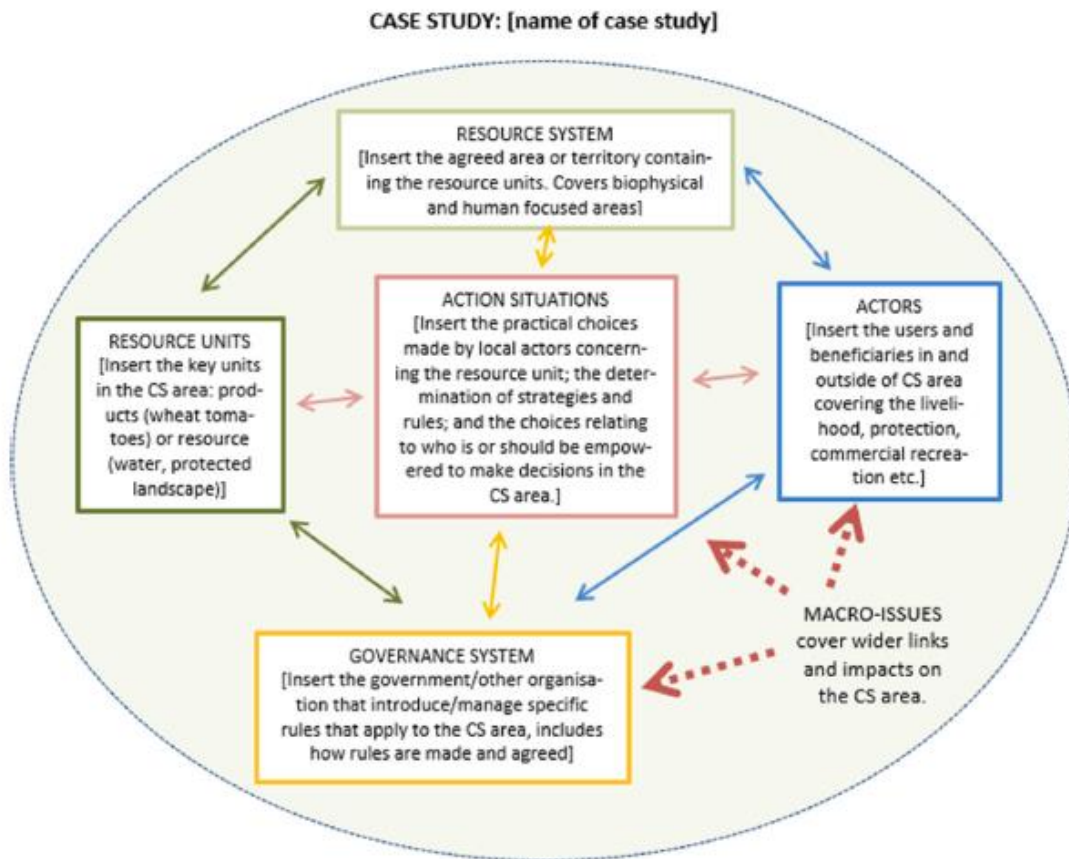 CASE STUDY: [name of case study]
RESOURCE SYSTEM
[Insert the agreed area or territory contain-
ing the resource units. Covers biophysical
and human focused areas]
RESOURCE UNITS
[Insert the key units
in the CS area: prod-
ucts (wheat toma-
toes) or resource
(water, protected
landscape)]
ACTION SITUATIONS
[Insert the practical choices
made by local actors concern-
ing the resource unit; the deter-
mination of strategies and
rules; and the choices relating
to who is or should be empow-
ered to make decisions in the
CS area.]
ACTORS
[Insert the users and
beneficiaries in and
outside of CS area
covering the liveli-
hood, protection,
commercial recrea-
tion etc.]
GOVERNANCE SYSTEM
[Insert the government/other organisa-
tion that introduce/manage specific
rules that apply to the CS area, includes
how rules are made and agreed]
MACRO-ISSUES
cover wider links
and impacts on
the CS area.